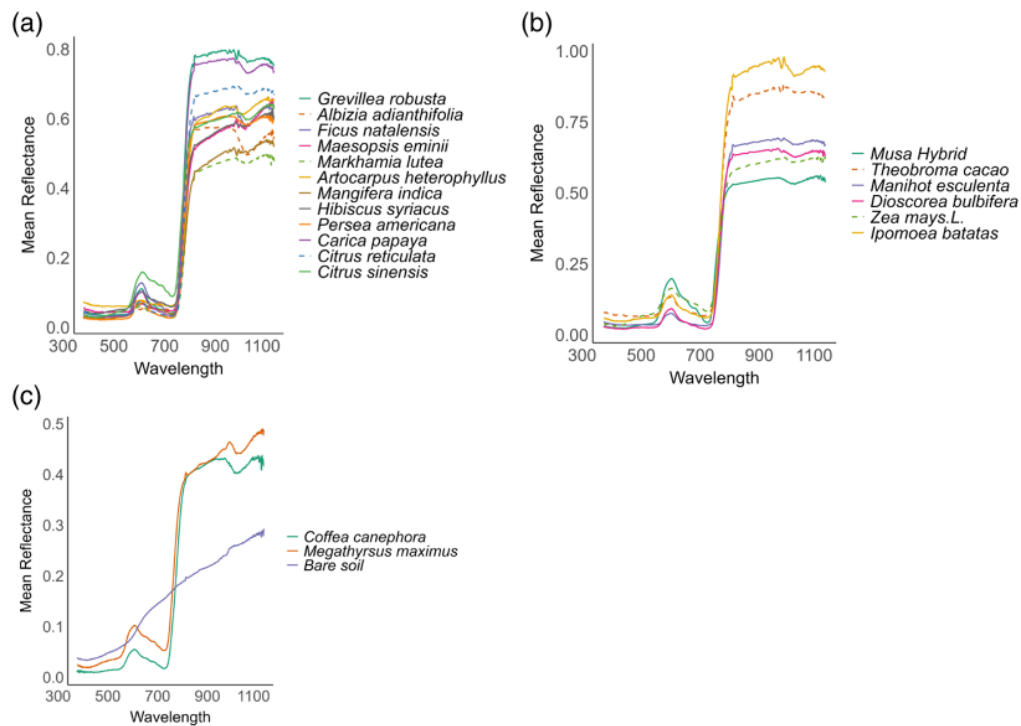 (a)
0.8
0.6
0.4
0.2
0.0
Mean Reflectance
300 500 700 900 1100
Wavelength
Grevillea robusta
Albizia adianthifolia
Ficus natalensis
Maesopsis eminii
Markhamia lutea
Artocarpus heterophyllus
Mangifera indica
Hibiscus syriacus
Persea americana
Carica papaya
Citrus reticulata
Citrus sinensis
(b)
1.00
0.75
0.50
0.25
0.00
Mean Reflectance
300 500 700 900 1100
Wavelength
Musa Hybrid
Theobroma cacao
Manihot esculenta
Dioscorea bulbifera
Zea mays.L.
Ipomoea batatas
(c)
0.5
0.4
0.3
0.2
0.1
0.0
Mean Reflectance
300 500 700 900 1100
Wavelength
Coffea canephora
Megathyrsus maximus
Bare soil